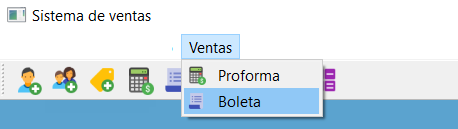 Sistema de ventas
Ventas
Proforma
Boleta